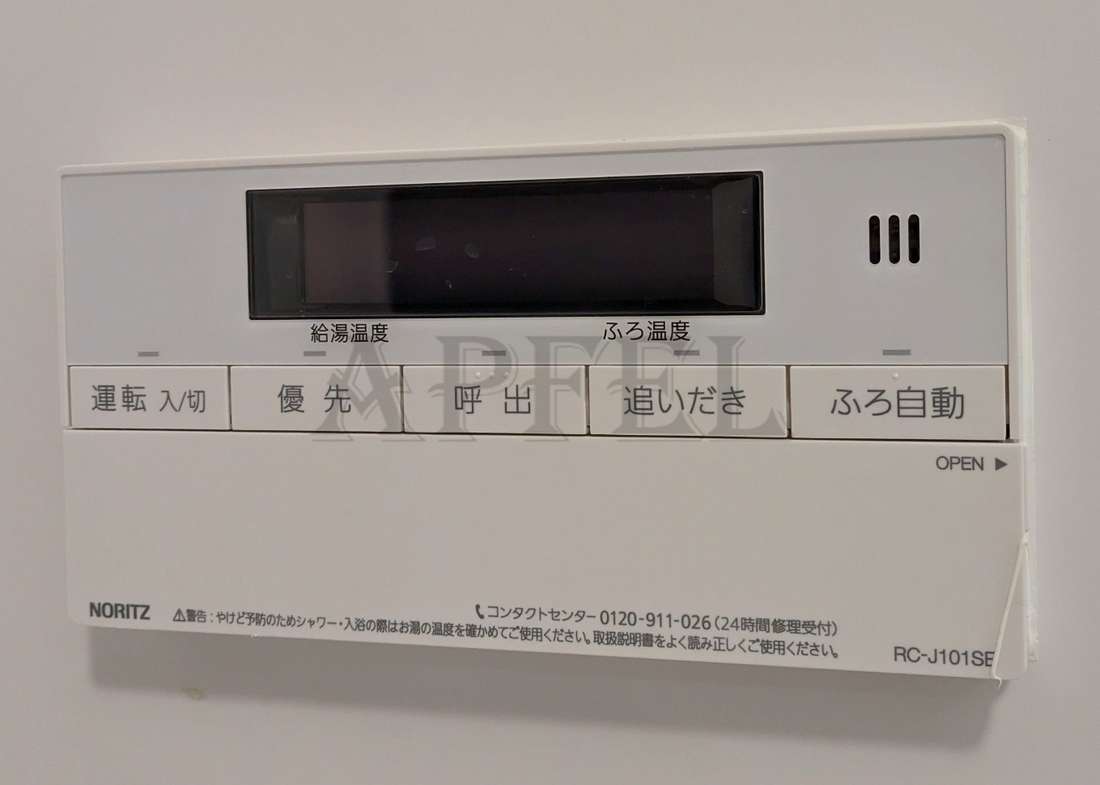 給湯温度 ふろ温度
APFEL
運転 入/切 優先 呼出 追いだき ふろ自動
OPEN ▶
コンタクトセンター 0120-911-026（24時間修理受付）
NORITZ ⚠警告：やけど予防のためシャワー・入浴の際はお湯の温度を確かめてご使用ください。取扱説明書をよく読み正しくご使用ください。
RC-J101SE